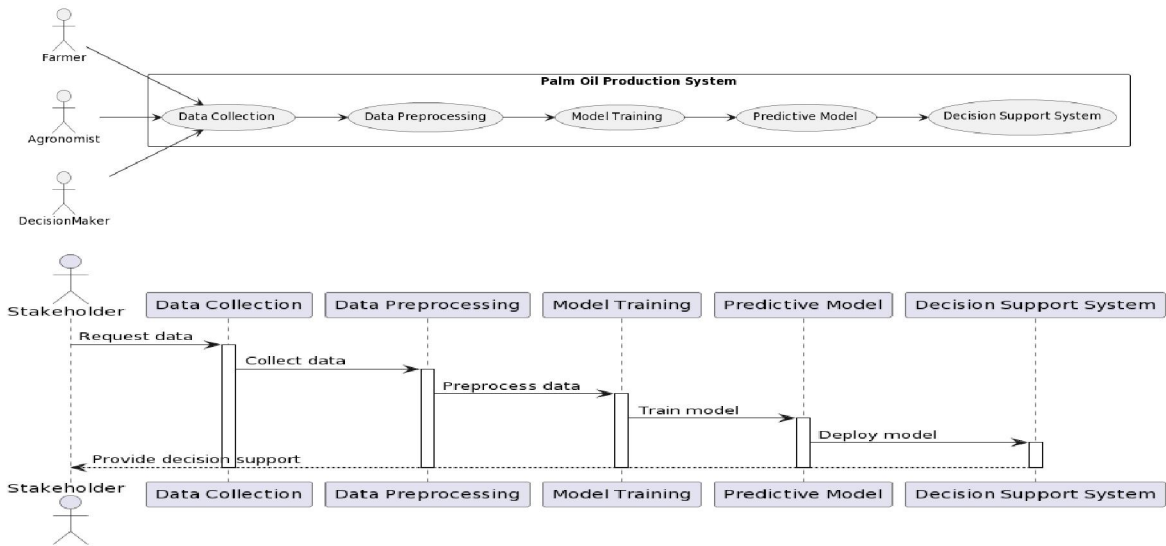 Farmer
Palm Oil Production System
Data Collection
Data Preprocessing
Model Training
Predictive Model
Decision Support System
Agronomist
DecisionMaker
Stakeholder
Data Collection
Data Preprocessing
Model Training
Predictive Model
Decision Support System
Request data
Collect data
Preprocess data
Train model
Deploy model
Provide decision support
Stakeholder
Data Collection
Data Preprocessing
Model Training
Predictive Model
Decision Support System